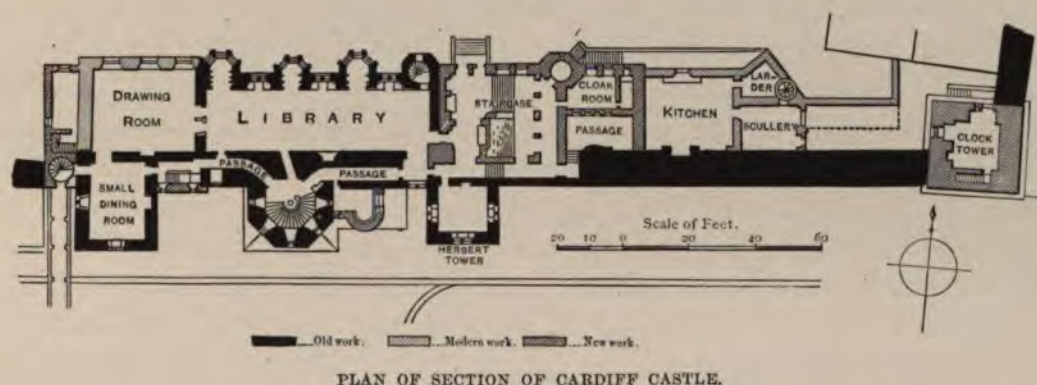 DRAWING
ROOM
LIBRARY
STAIRCASE
CLOAK
ROOM
PASSAGE
KITCHEN
LAR-
DER
SCULLERY
CLOCK
TOWER
PASSAGE
PASSAGE
SMALL
DINING
ROOM
HERBERT
TOWER
Scale of Feet.
20 10 0 20 40 60
Old work. Modern work. New work.
PLAN OF SECTION OF CARDIFF CASTLE.